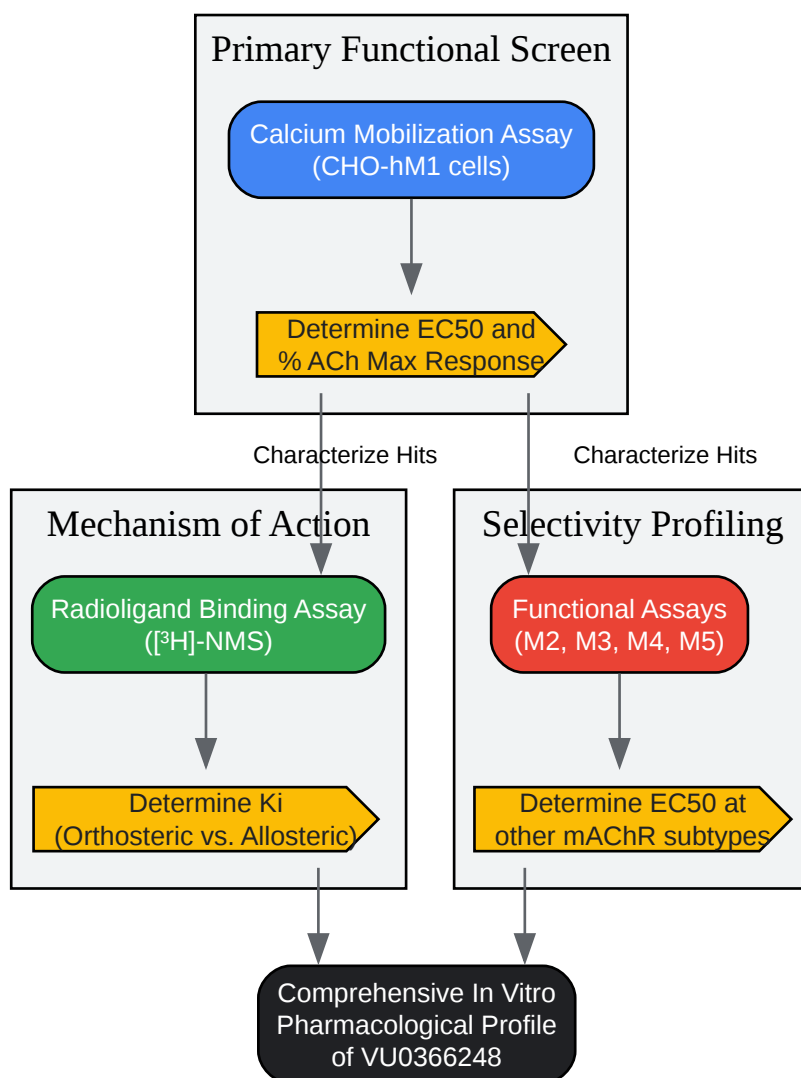 Primary Functional Screen
Calcium Mobilization Assay
(CHO-hM1 cells)
Determine EC50 and
% ACh Max Response
Characterize Hits
Characterize Hits
Mechanism of Action
Radioligand Binding Assay
([³H]-NMS)
Determine Ki
(Orthosteric vs. Allosteric)
Selectivity Profiling
Functional Assays
(M2, M3, M4, M5)
Determine EC50 at
other mAChR subtypes
Comprehensive In Vitro
Pharmacological Profile
of VU0366248